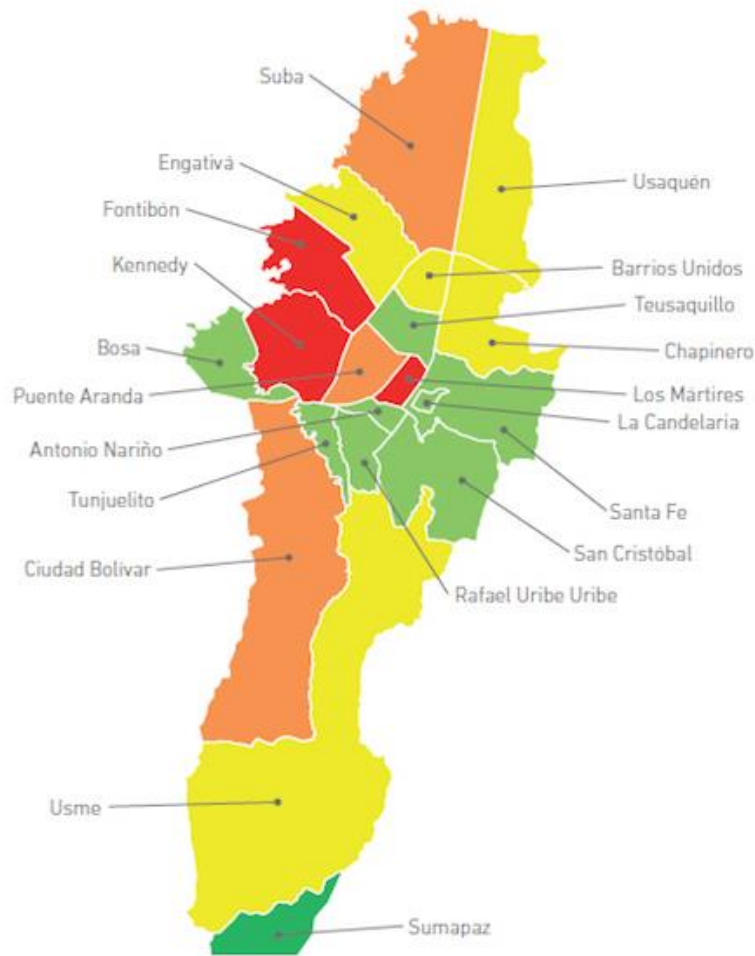 Suba
Engativá
Usaquén
Fontibón
Kennedy
Barrios Unidos
Teusaquillo
Bosa
Chapinero
Puente Aranda
Los Mártires
La Candelaria
Antonio Nariño
Tunjuelito
Santa Fe
San Cristóbal
Ciudad Bolívar
Rafael Uribe Uribe
Usme
Sumapaz